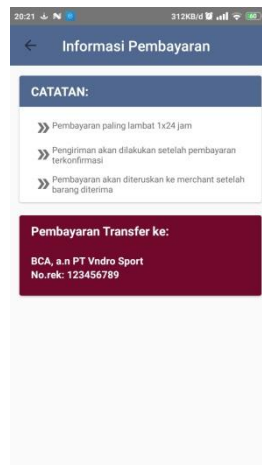 20:21
312KB/d
Informasi Pembayaran
CATATAN:
Pembayaran paling lambat 1x24 jam
Pengiriman akan dilakukan setelah pembayaran
terkonfirmasi
Pembayaran akan diteruskan ke merchant setelah
barang diterima
Pembayaran Transfer ke:
BCA, a.n PT Vndro Sport
No.rek: 123456789